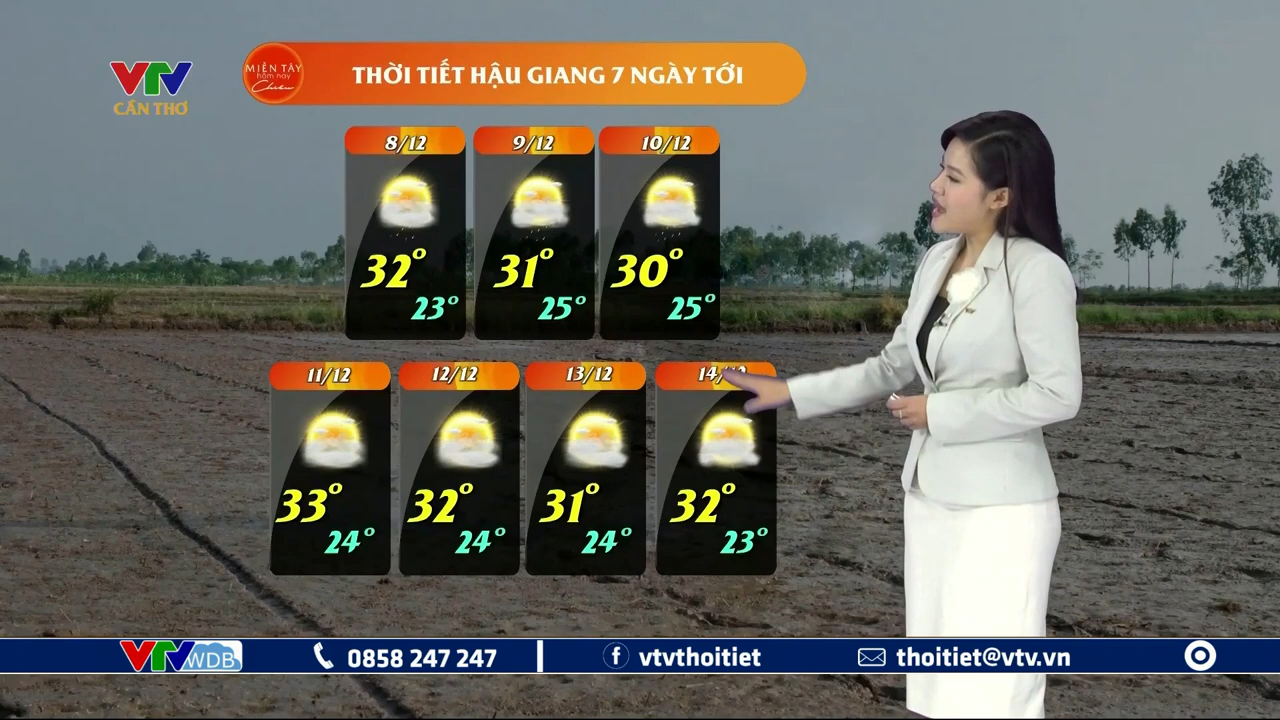 VTV
CẦN THƠ
MIỀN TÂY
hôm nay
Chiều
THỜI TIẾT HẬU GIANG 7 NGÀY TỚI
8/12
9/12
10/12
32°
31°
30°
23°
25°
25°
11/12
12/12
13/12
33°
32°
31°
32°
24°
24°
24°
23°
VTV WDB
0858 247 247
vtvthoitiet
thoitiet@vtv.vn